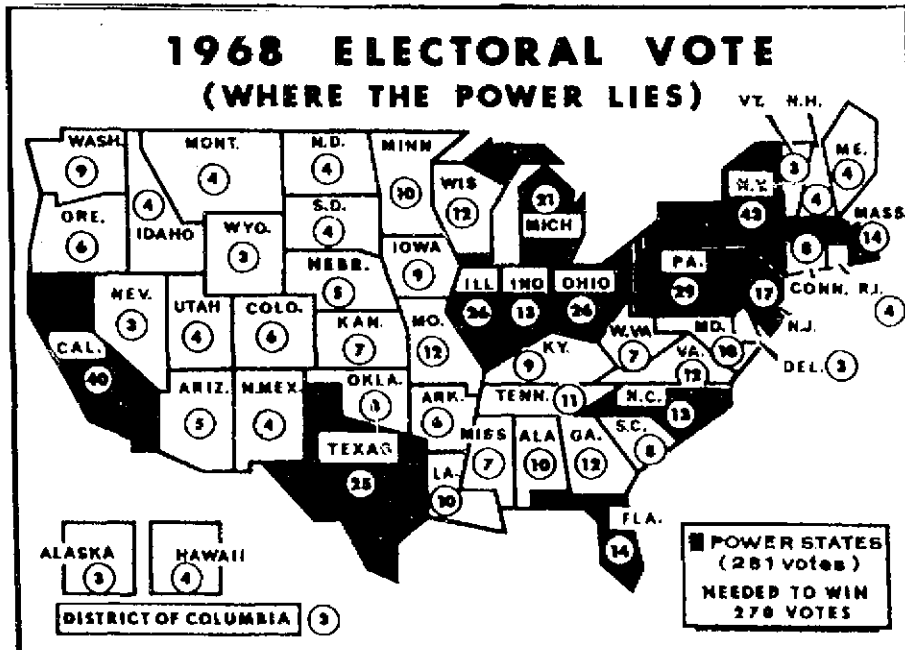 1968 ELECTORAL VOTE
(WHERE THE POWER LIES)
VT. N.H.
WASH. 9
MONT. 4
N.D. 4
MINN 10
WIS 12
MICH 21
N.Y. 43
3
4
ME. 4
MASS. 14
ORE. 6
IDAHO 4
WYO. 3
S.D. 4
IOWA 9
NEBR. 5
ILL 26
IND 13
OHIO 26
PA. 29
CONN. 8
R.I. 4
N.J. 17
NEV. 3
UTAH 4
COLO. 6
KAN. 7
MO. 12
KY. 9
W.VA 7
MD. 10
VA. 12
DEL. 3
CAL. 40
ARIZ. 5
N.MEX. 4
OKLA.
ARK. 6
TENN. 11
N.C. 13
S.C. 8
TEXAS 25
LA. 10
MISS 7
ALA 10
GA. 12
FLA. 14
ALASKA 3
HAWAII 4
DISTRICT OF COLUMBIA 3
POWER STATES
(281 votes)
NEEDED TO WIN
270 VOTES